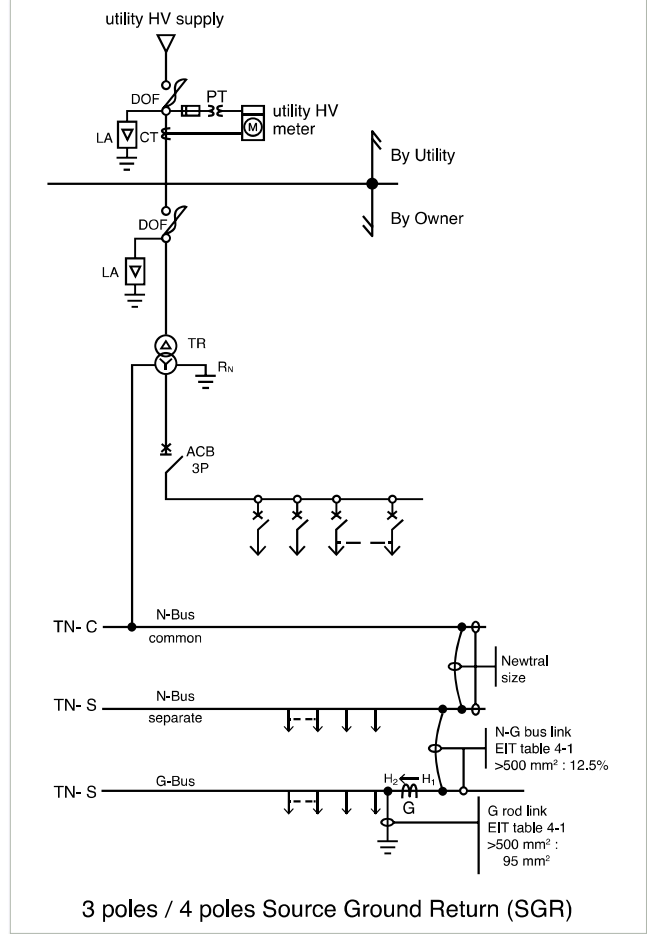 utility HV supply
DOF
PT
utility HV
meter
LA
CT
M
By Utility
By Owner
DOF
LA
TR
RN
ACB
3P
TN- C
N-Bus
common
Newtral
size
TN- S
N-Bus
separate
N-G bus link
EIT table 4-1
>500 mm² : 12.5%
TN- S
G-Bus
H₂
H₁
G
G rod link
EIT table 4-1
>500 mm² :
95 mm²
3 poles / 4 poles Source Ground Return (SGR)